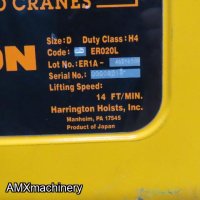 D CRANES
ON
Size: D Duty Class: H4
Code: ER020L
Lot No.: ER1A -
Serial No.:
Lifting Speed:
14 FT/MIN.
Harrington Hoists, Inc.
Manheim, PA 17545
Product of Japan
AMXmachinery